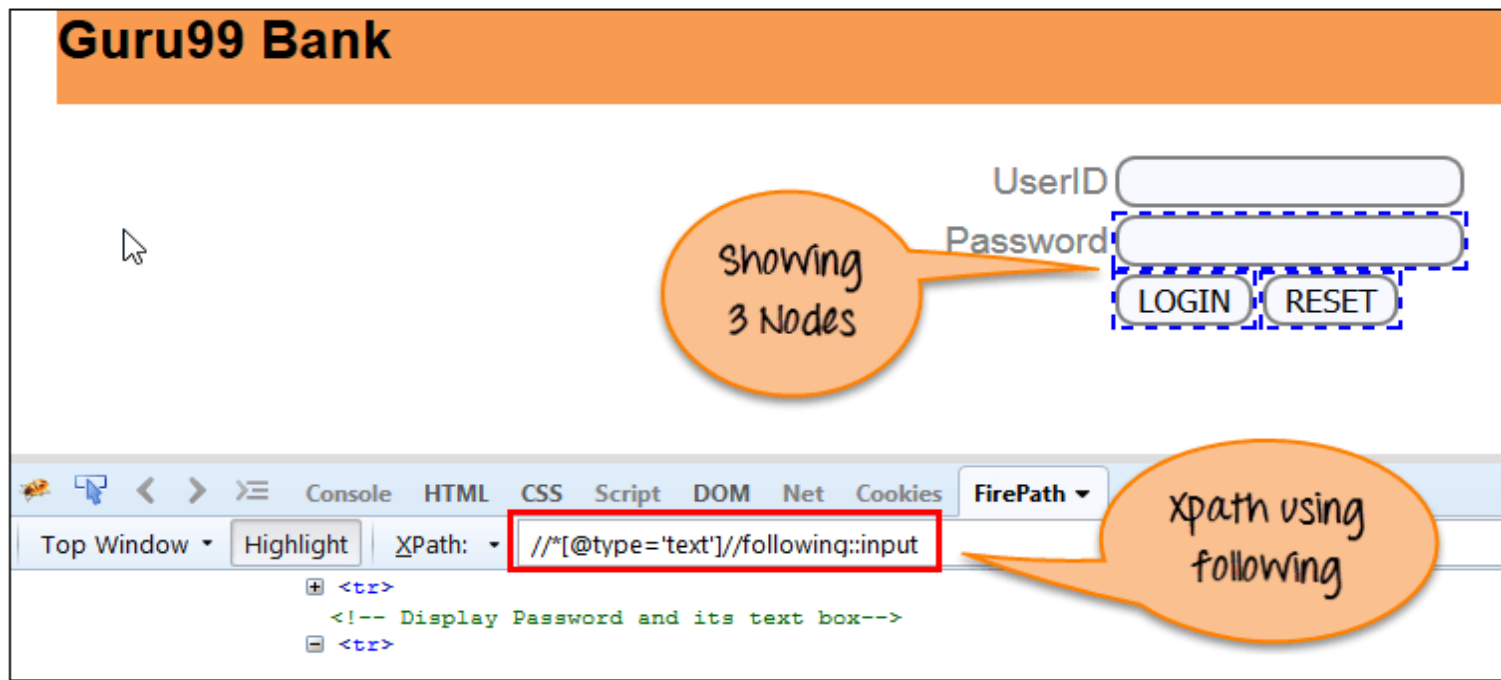 Guru99 Bank
UserID
Password
LOGIN RESET
Showing
3 Nodes
Console HTML CSS Script DOM Net Cookies FirePath
Top Window Highlight XPath: //*[@type='text']//following::input
Xpath using
following
<tr>
<!-- Display Password and its text box-->
<tr>